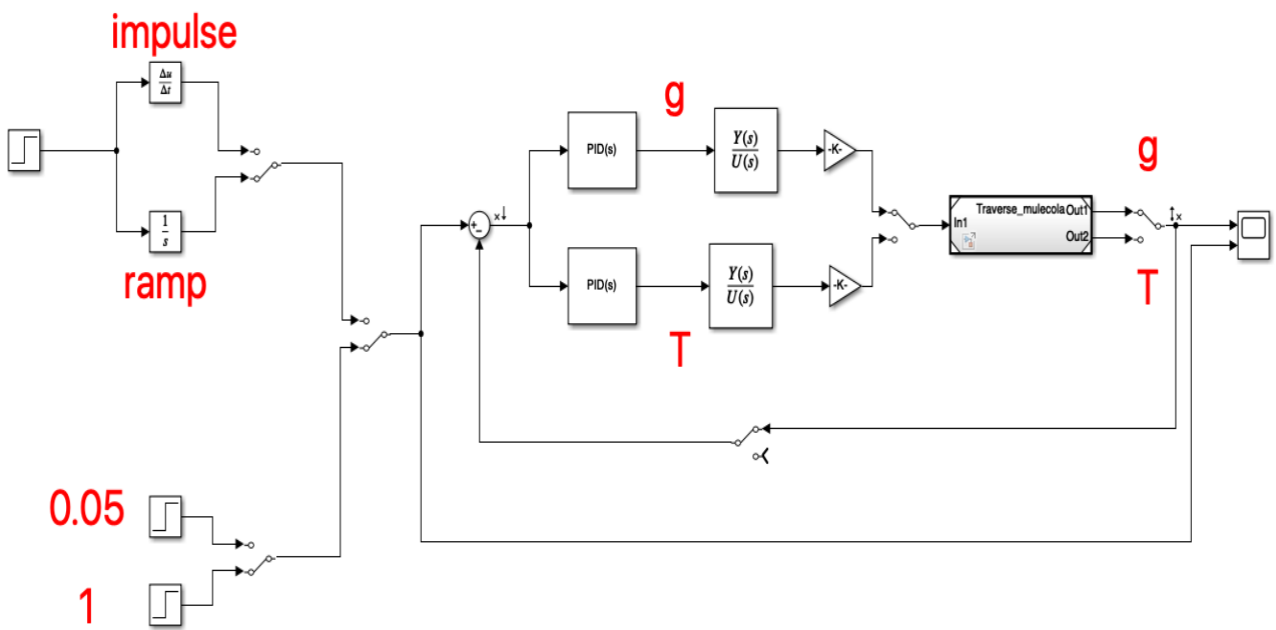 impulse
Δu
Δt
1
s
ramp
0.05
1
+
-
x
PID(s)
g
Y(s)
U(s)
-K-
PID(s)
T
Y(s)
U(s)
-K-
Traverse_mulecola
In1
Out1
Out2
g
x
T